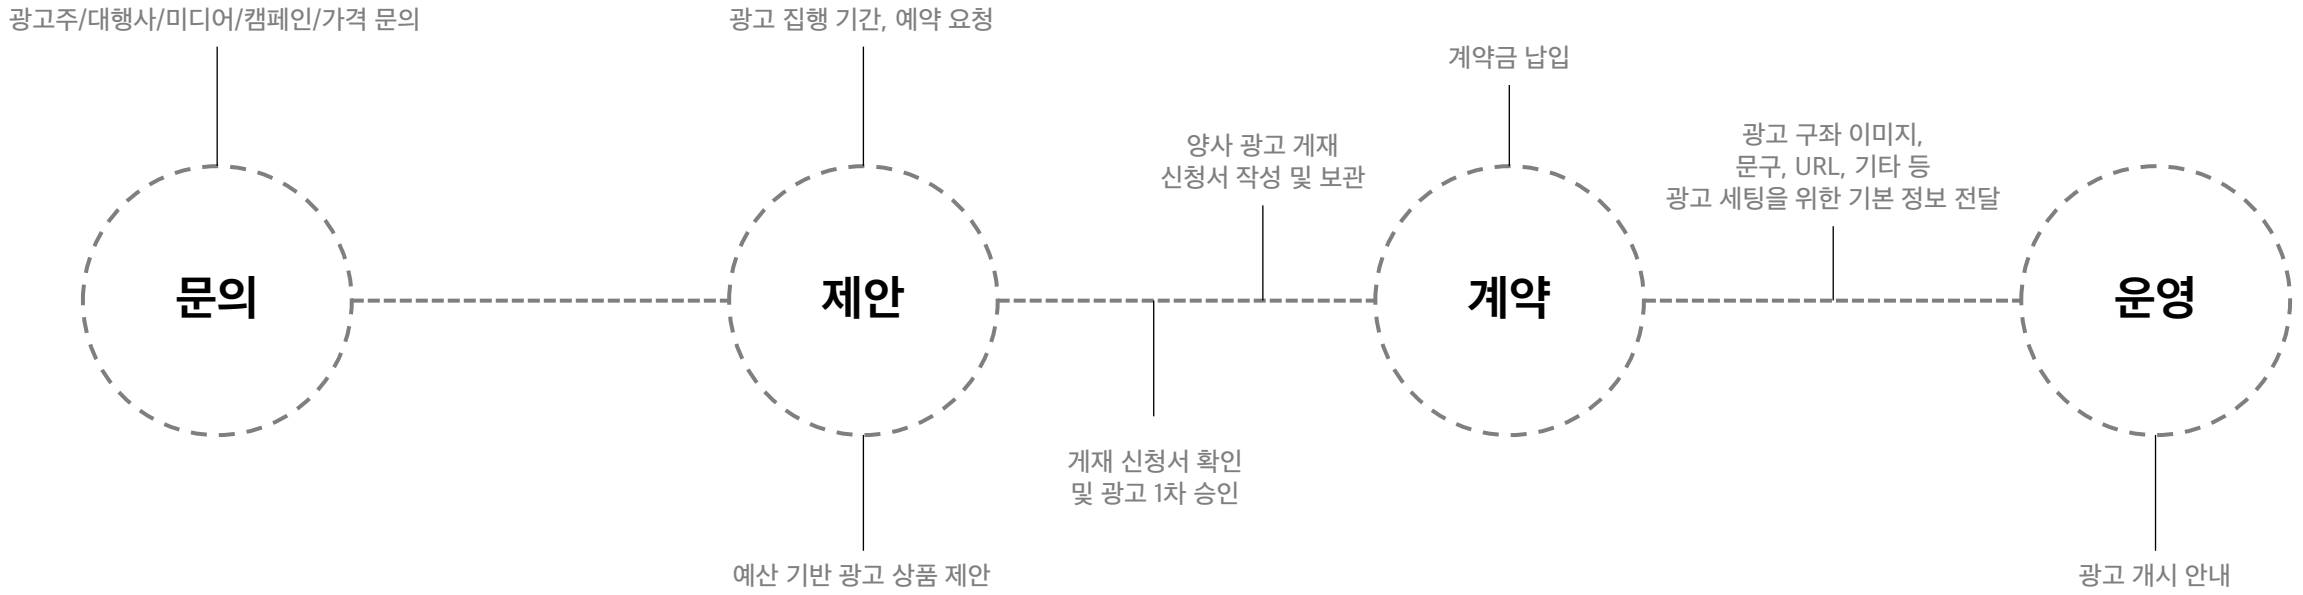 광고주/대행사/미디어/캠페인/가격 문의
광고 집행 기간, 예약 요청
계약금 납입
양사 광고 게재
신청서 작성 및 보관
광고 구좌 이미지,
문구, URL, 기타 등
광고 세팅을 위한 기본 정보 전달
문의
제안
계약
운영
게재 신청서 확인
및 광고 1차 승인
예산 기반 광고 상품 제안
광고 개시 안내